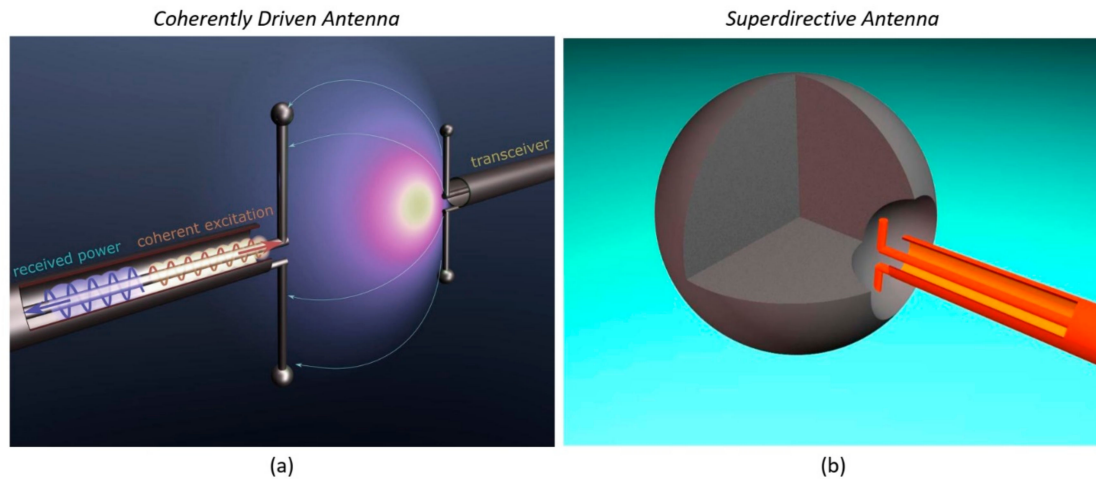 Coherently Driven Antenna
Superdirective Antenna
transceiver
coherent excitation
received power
(a)
(b)